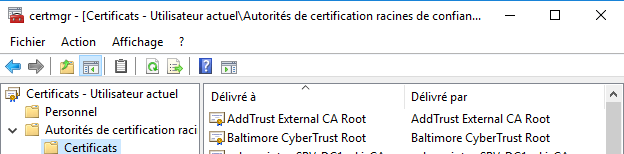 certmgr - [Certificats - Utilisateur actuel\Autorités de certification racines de confian...
Fichier Action Affichage ?
Certificats - Utilisateur actuel
Personnel
Autorités de certification raci
Certificats
Délivré à Délivré par
AddTrust External CA Root AddTrust External CA Root
Baltimore CyberTrust Root Baltimore CyberTrust Root